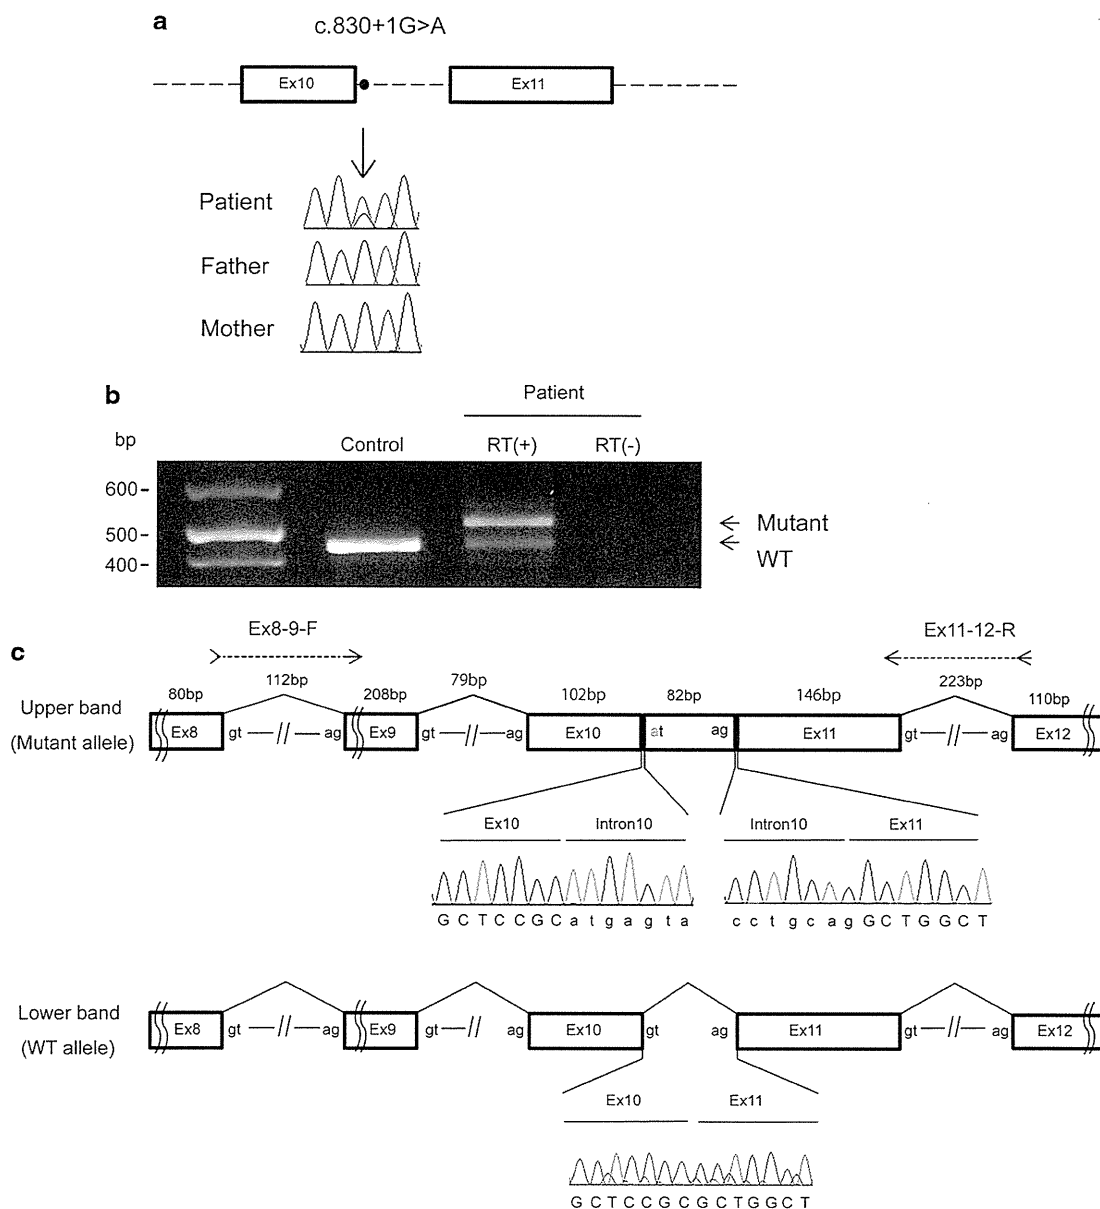 a
c.830+1G>A
Ex10
Ex11
Patient
Father
Mother
b
Patient
bp
Control
RT(+)
RT(-)
600-
500-
400-
Mutant
WT
c
Ex8-9-F
Ex11-12-R
80bp 112bp 208bp 79bp 102bp 82bp 146bp 223bp 110bp
Upper band
(Mutant allele)
Ex8 gt // ag Ex9 gt // ag Ex10 at ag Ex11 gt // ag Ex12
Ex10 Intron10 Intron10 Ex11
G C T C C G C a t g a g t a c c t g c a g G C T G G C T
Lower band
(WT allele)
Ex8 gt // ag Ex9 gt // ag Ex10 gt ag Ex11 gt // ag Ex12
Ex10 Ex11
G C T C C G C G C T G G C T